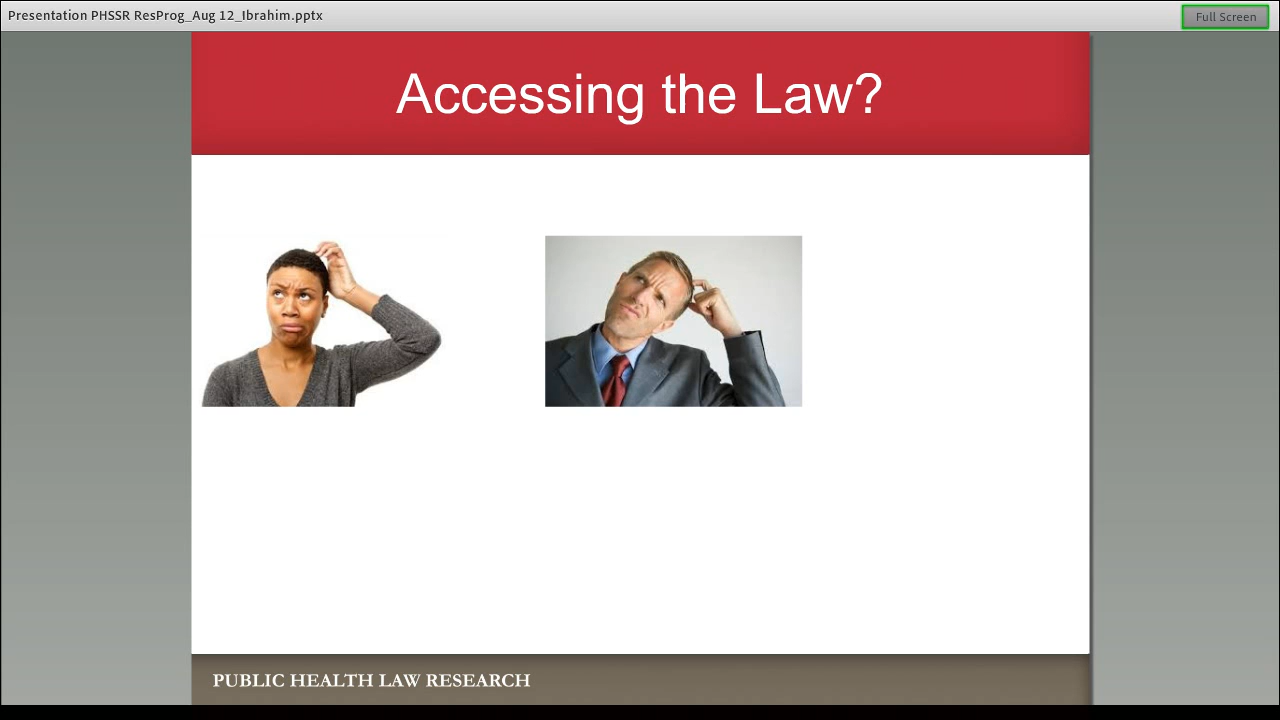 Presentation PHSSR ResProg_Aug 12_Ibrahim.pptx
Full Screen
Accessing the Law?
PUBLIC HEALTH LAW RESEARCH